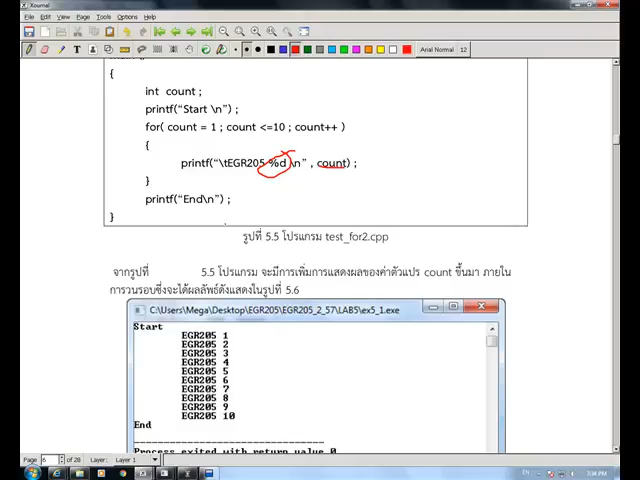 Xournal
File Edit View Journal Tools Options Help
Arial Normal 12
{
int count ;
printf("Start \n") ;
for( count = 1 ; count <=10 ; count++ )
{
printf("\tEGR205 %d \n" , count) ;
}
printf("End\n") ;
}
รูปที่ 5.5 โปรแกรม test_for2.cpp
จากรูปที่ 5.5 โปรแกรม จะมีการเพิ่มการแสดงผลของค่าตัวแปร count ขึ้นมา ภายใน
การวนรอบซึ่งจะได้ผลลัพธ์ดังแสดงในรูปที่ 5.6
C:\Users\Mega\Desktop\EGR205\EGR205_2_57\LAB5\ex5_1.exe
Start
EGR205 1
EGR205 2
EGR205 3
EGR205 4
EGR205 5
EGR205 6
EGR205 7
EGR205 8
EGR205 9
EGR205 10
End
--------------------------------
Process exited with return value 0
Page 6 of 28 Layer: Layer 1
EN 7:34 PM